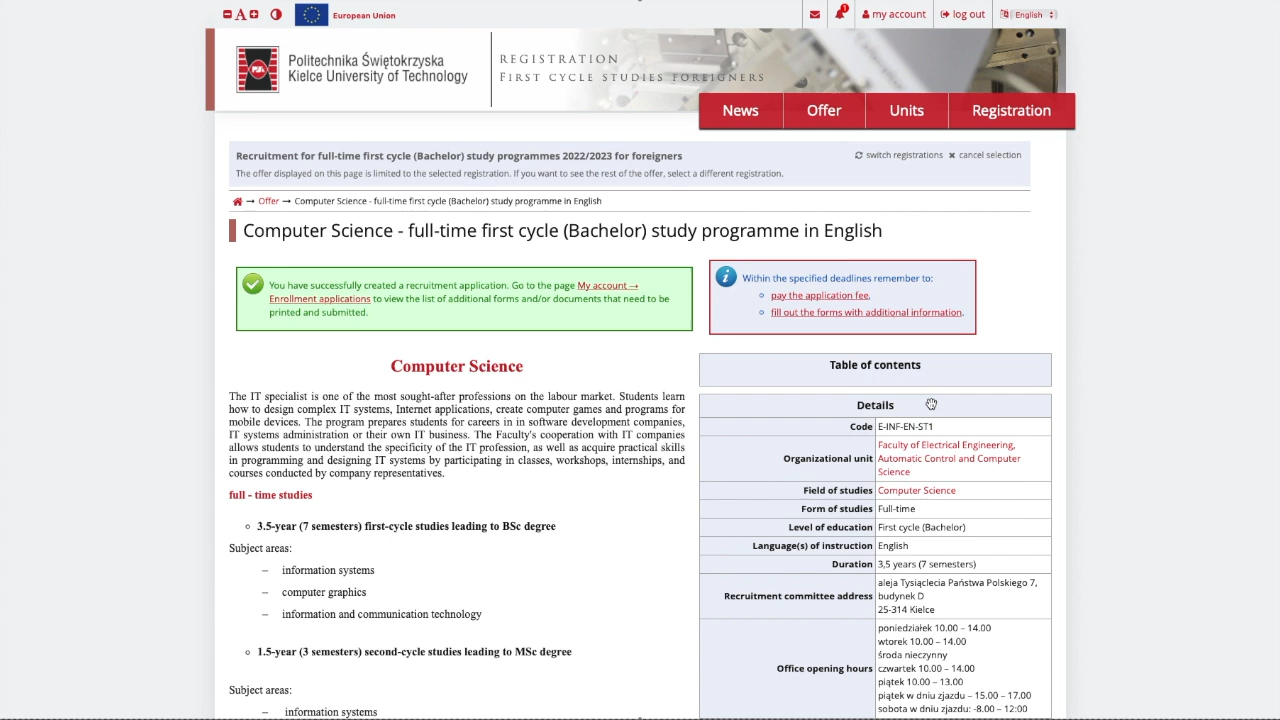 A
European Union
1
my account
log out
English
Politechnika Świętokrzyska
Kielce University of Technology
REGISTRATION
FIRST CYCLE STUDIES FOREIGNERS
News
Offer
Units
Registration
Recruitment for full-time first cycle (Bachelor) study programmes 2022/2023 for foreigners
switch registrations
cancel selection
The offer displayed on this page is limited to the selected registration. If you want to see the rest of the offer, select a different registration.
→ Offer → Computer Science - full-time first cycle (Bachelor) study programme in English
Computer Science - full-time first cycle (Bachelor) study programme in English
You have successfully created a recruitment application. Go to the page My account →
Enrollment applications to view the list of additional forms and/or documents that need to be
printed and submitted.
Within the specified deadlines remember to:
pay the application fee,
fill out the forms with additional information.
Computer Science
The IT specialist is one of the most sought-after professions on the labour market. Students learn
how to design complex IT systems, Internet applications, create computer games and programs for
mobile devices. The program prepares students for careers in in software development companies,
IT systems administration or their own IT business. The Faculty's cooperation with IT companies
allows students to understand the specificity of the IT profession, as well as acquire practical skills
in programming and designing IT systems by participating in classes, workshops, internships, and
courses conducted by company representatives.
full - time studies
3.5-year (7 semesters) first-cycle studies leading to BSc degree
Subject areas:
– information systems
– computer graphics
– information and communication technology
1.5-year (3 semesters) second-cycle studies leading to MSc degree
Subject areas:
– information systems
Table of contents
Details
Code E-INF-EN-ST1
Organizational unit Faculty of Electrical Engineering,
Automatic Control and Computer
Science
Field of studies Computer Science
Form of studies Full-time
Level of education First cycle (Bachelor)
Language(s) of instruction English
Duration 3,5 years (7 semesters)
Recruitment committee address aleja Tysiąclecia Państwa Polskiego 7,
budynek D
25-314 Kielce
Office opening hours poniedziałek 10.00 – 14.00
wtorek 10.00 – 14.00
środa nieczynny
czwartek 10.00 – 14.00
piątek 10.00 – 13.00
piątek w dniu zjazdu – 15.00 – 17.00
sobota w dniu zjazdu: -8.00 – 12:00